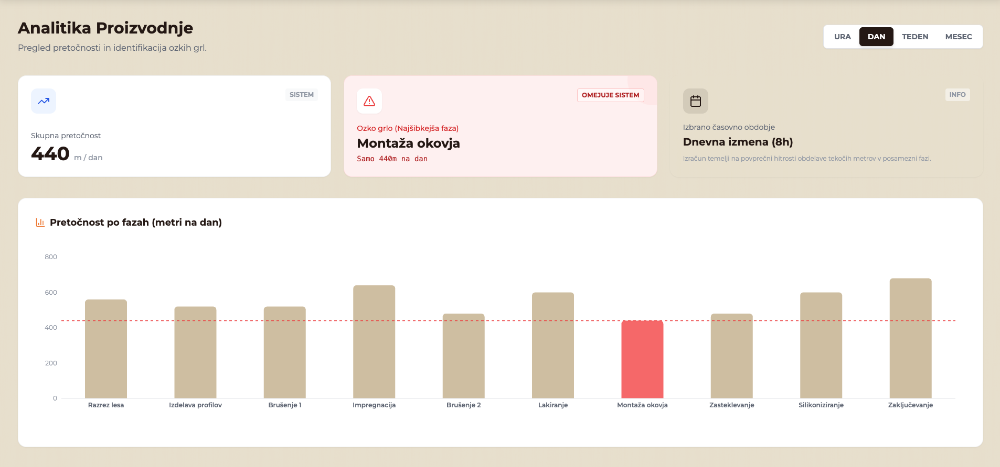 Analitika Proizvodnje
Pregled pretočnosti in identifikacija ozkih grl.
URA DAN TEDEN MESEC
SISTEM
Skupna pretočnost
440 m / dan
OMEJUJE SISTEM
Ozko grlo (Najšibkejša faza)
Montaža okovja
Samo 440m na dan
INFO
Izbrano časovno obdobje
Dnevna izmena (8h)
Izračun temelji na povprečni hitrosti obdelave tekočih metrov v posamezni fazi.
Pretočnost po fazah (metri na dan)
800
600
400
200
0
Razrez lesa Izdelava profilov Brušenje 1 Impregnacija Brušenje 2 Lakiranje Montaža okovja Zasteklevanje Silikoniziranje Zaključevanje